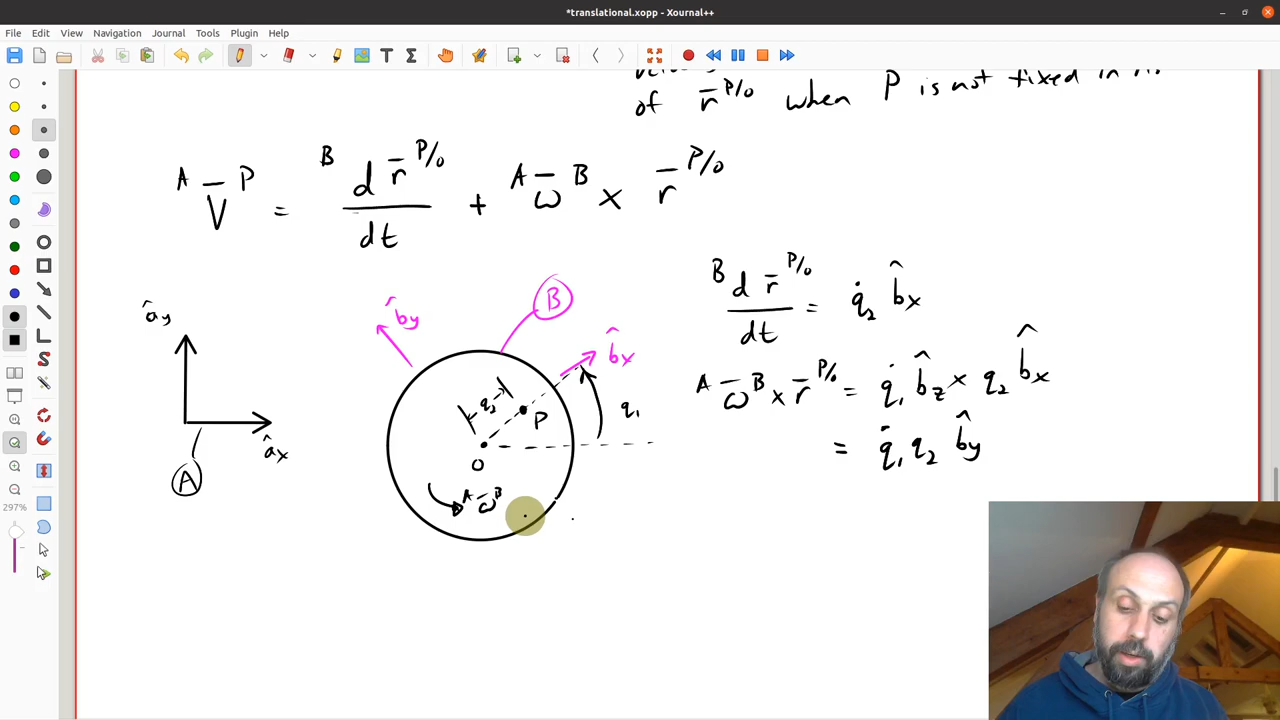 *translational.xopp - Xournal++
File Edit View Navigation Journal Tools Plugin Help
of r̄^P/O when P is not fixed in
^A V̄^P = ^B d r̄^P/O / dt + ^A ω̄^B × r̄^P/O
^B d r̄^P/O / dt = q̇₂ b̂x
^A ω̄^B × r̄^P/O = q̇₁ b̂z × q₂ b̂x
= q̇₁ q₂ b̂y
ây
âx
A
b̂y
B
b̂x
q₂
P
q₁
O
^A ω̄^B
297%